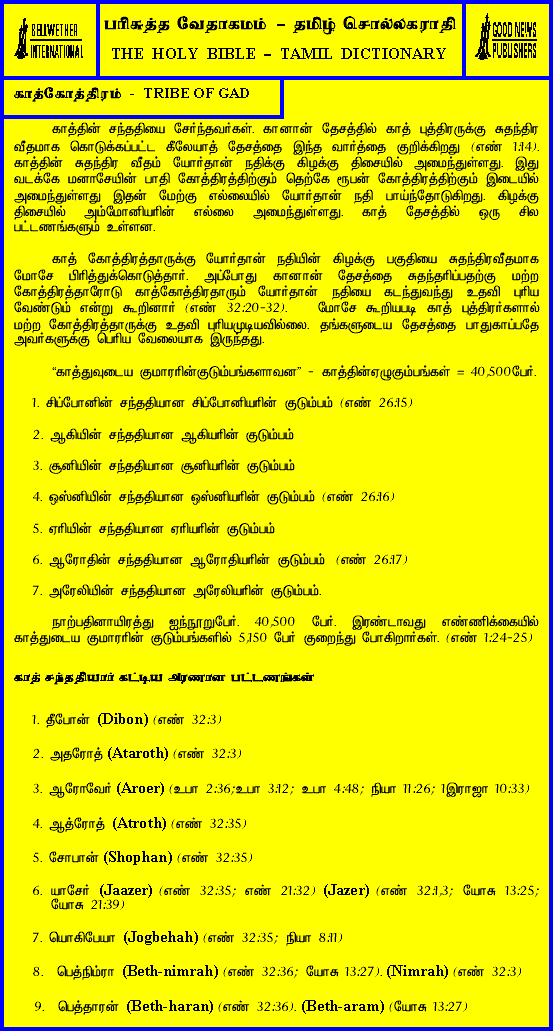 BELLWETHER
INTERNATIONAL
பரிசுத்த வேதாகமம் – தமிழ் சொல்லகராதி
THE HOLY BIBLE – TAMIL DICTIONARY
GOOD NEWS
PUBLISHERS
காத்கோத்திரம் - TRIBE OF GAD
காத்தின் சந்ததியை சேர்ந்தவர்கள். கானான் தேசத்தில் காத் புத்திரருக்கு சுதந்திர
வீதமாக கொடுக்கப்பட்ட கீலேயாத் தேசத்தை இந்த வார்த்தை குறிக்கிறது (எண் 1:14).
காத்தின் சுதந்திர வீதம் யோர்தான் நதிக்கு கிழக்கு திசையில் அமைந்துள்ளது. இது
வடக்கே மனாசேயின் பாதி கோத்திரத்திற்கும் தெற்கே ரூபன் கோத்திரத்திற்கும் இடையில்
அமைந்துள்ளது இதன் மேற்கு எல்லையில் யோர்தான் நதி பாய்ந்தோடுகிறது. கிழக்கு
திசையில் அம்மோனியரின் எல்லை அமைந்துள்ளது. காத் தேசத்தில் ஒரு சில
பட்டணங்களும் உள்ளன.
காத் கோத்திரத்தாருக்கு யோர்தான் நதியின் கிழக்கு பகுதியை சுதந்திரவீதமாக
மோசே பிரித்துக்கொடுத்தார். அப்போது கானான் தேசத்தை சுதந்தரிப்பதற்கு மற்ற
கோத்திரத்தாரோடு காத்கோத்திரதாரும் யோர்தான் நதியை கடந்துவந்து உதவி புரிய
வேண்டும் என்று கூறினார் (எண் 32:20-32). மோசே கூறியபடி காத் புத்திரர்களால்
மற்ற கோத்திரத்தாருக்கு உதவி புரியமுடியவில்லை. தங்களுடைய தேசத்தை பாதுகாப்பதே
அவர்களுக்கு பெரிய வேலையாக இருந்தது.
“காத்துவுடைய குமாரரின்குடும்பங்களாவன” - காத்தின்ஏழுகும்பங்கள் = 40,500பேர்.
1. சிப்போனின் சந்ததியான சிப்போனியரின் குடும்பம் (எண் 26:15)
2. ஆகியின் சந்ததியான ஆகியரின் குடும்பம்
3. சூனியின் சந்ததியான சூனியரின் குடும்பம்
4. ஒஸ்னியின் சந்ததியான ஒஸ்னியரின் குடும்பம் (எண் 26:16)
5. ஏரியின் சந்ததியான ஏரியரின் குடும்பம்
6. ஆரோதின் சந்ததியான ஆரோதியரின் குடும்பம் (எண் 26:17)
7. அரேலியின் சந்ததியான அரேலியரின் குடும்பம்.
நாற்பதினாயிரத்து ஐந்நூறுபேர். 40,500 பேர். இரண்டாவது எண்ணிக்கையில்
காத்துடைய குமாரரின் குடும்பங்களில் 5,150 பேர் குறைந்து போகிறார்கள். (எண் 1:24-25)
காத் சந்ததியார் கட்டிய அரணான பட்டணங்கள்
1. தீபோன் (Dibon) (எண் 32:3)
2. அதரோத் (Ataroth) (எண் 32:3)
3. ஆரோவேர் (Aroer) (உபா 2:36;உபா 3:12; உபா 4:48; நியா 11:26; 1இராஜா 10:33)
4. ஆத்ரோத் (Atroth) (எண் 32:35)
5. சோபான் (Shophan) (எண் 32:35)
6. யாசேர் (Jaazer) (எண் 32:35; எண் 21:32) (Jazer) (எண் 32:1,3; யோசு 13:25;
யோசு 21:39)
7. யொகிபேயா (Jogbehah) (எண் 32:35; நியா 8:11)
8. பெத்நிம்ரா (Beth-nimrah) (எண் 32:36; யோசு 13:27). (Nimrah) (எண் 32:3)
9. பெத்தாரன் (Beth-haran) (எண் 32:36). (Beth-aram) (யோசு 13:27)